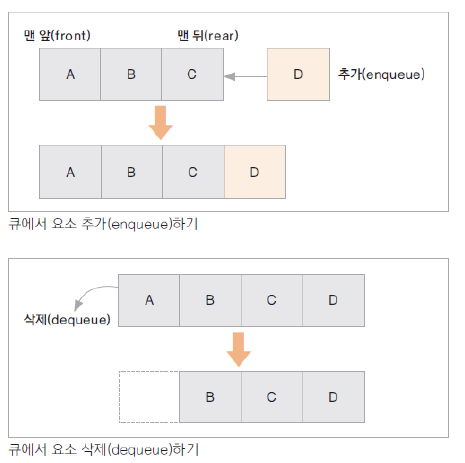 맨 앞(front) 맨 뒤(rear)
A B C D 추가(enqueue)
A B C D
큐에서 요소 추가(enqueue)하기
A B C D
삭제(dequeue)
B C D
큐에서 요소 삭제(dequeue)하기